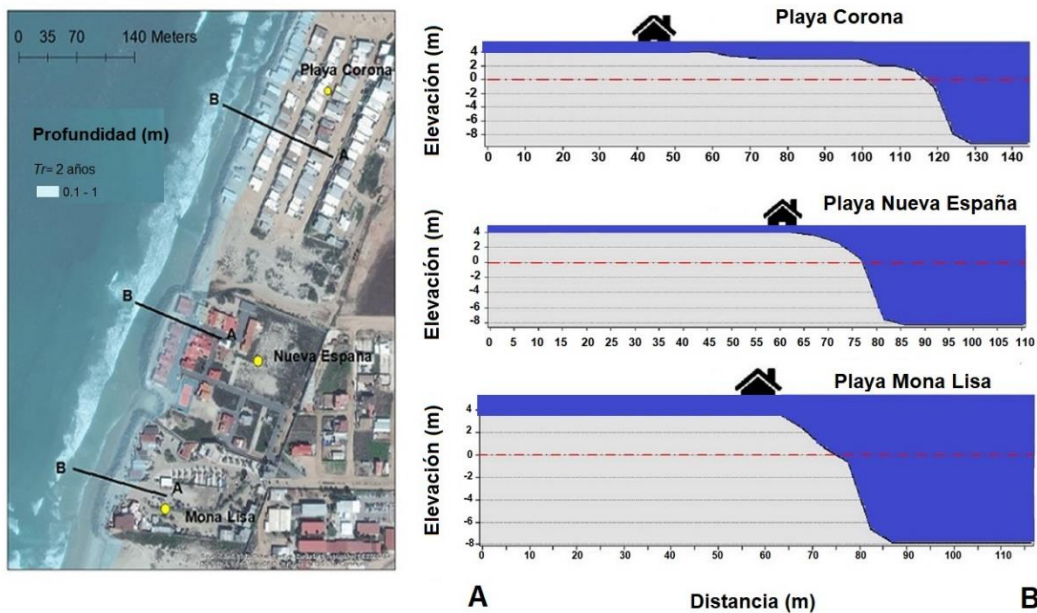 0 35 70 140 Meters
Playa Corona
B
A
Profundidad (m)
Tr= 2 años
0.1 - 1
B
A
Nueva España
B
A
Mona Lisa
Playa Corona
Elevación (m)
4
2
0
-2
-4
-6
-8
0 10 20 30 40 50 60 70 80 90 100 110 120 130 140
Playa Nueva España
Elevación (m)
4
2
0
-2
-4
-6
-8
0 5 10 15 20 25 30 35 40 45 50 55 60 65 70 75 80 85 90 95 100 105 110
Playa Mona Lisa
Elevación (m)
4
2
0
-2
-4
-6
-8
0 10 20 30 40 50 60 70 80 90 100 110
A Distancia (m) B